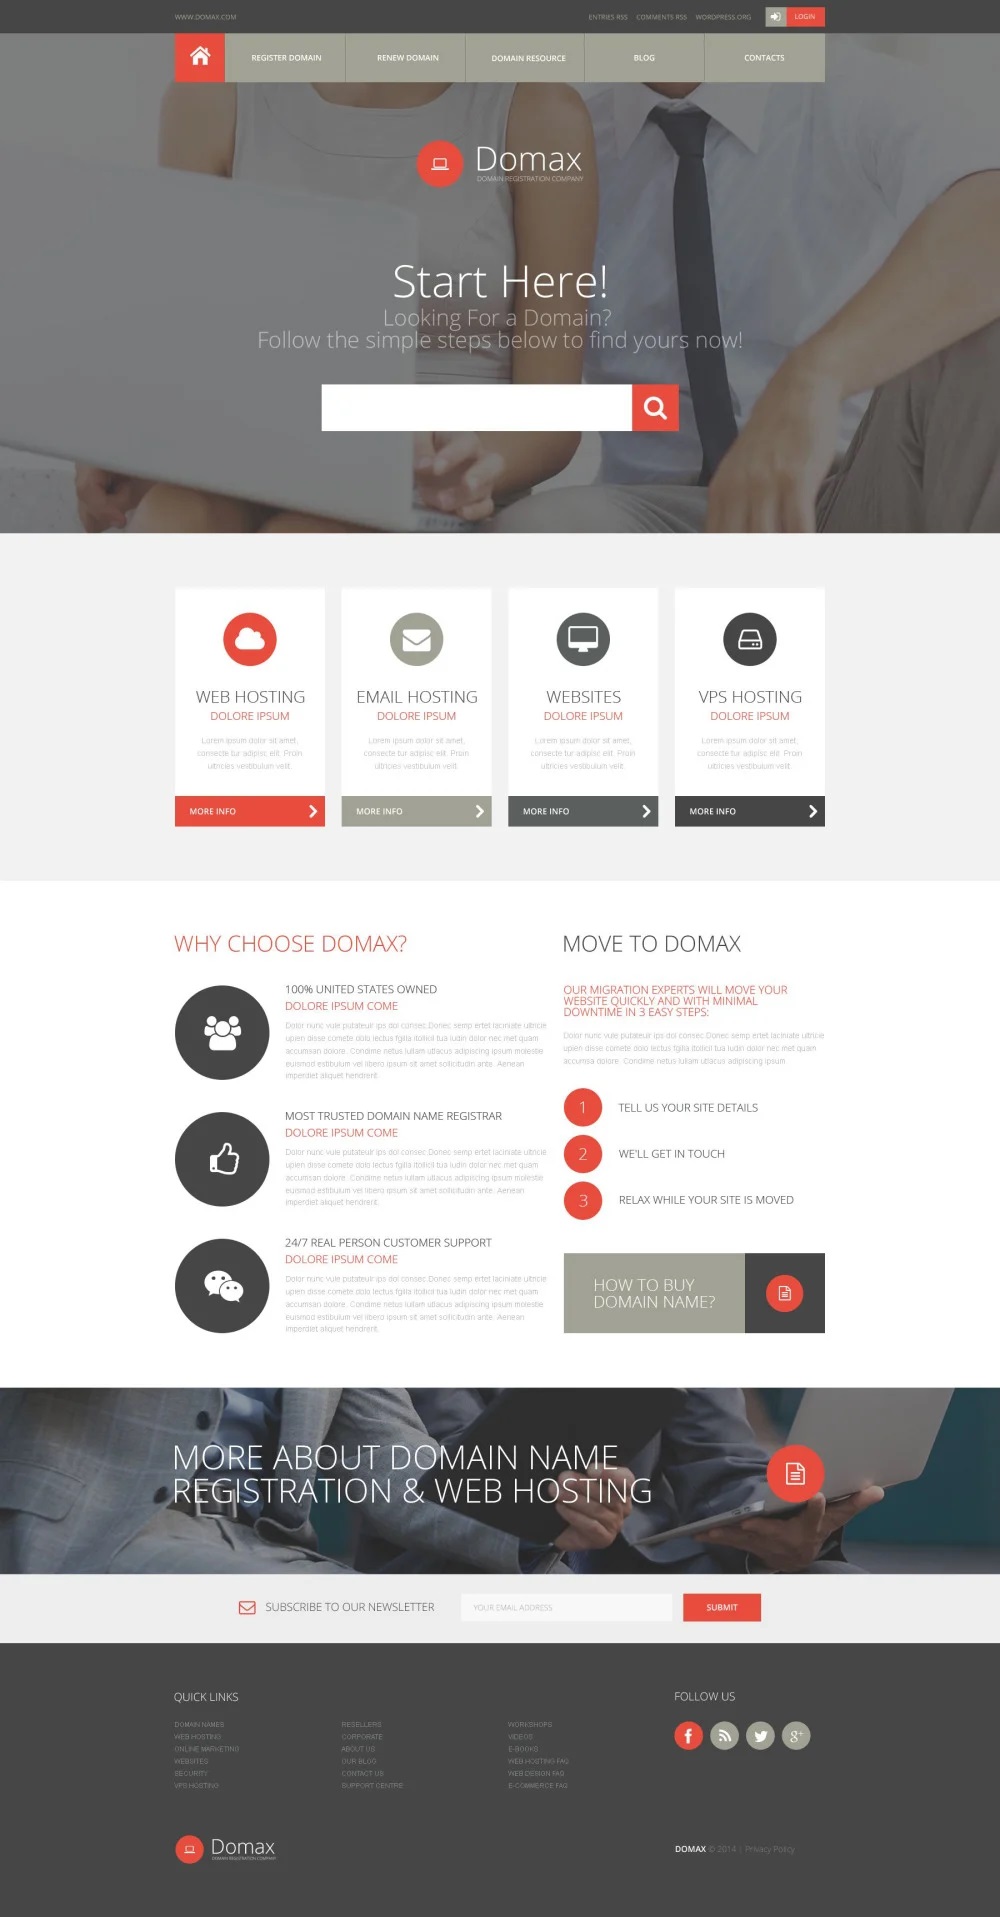 WWW.DOMAX.COM
ENTRIES RSS COMMENTS RSS WORDPRESS.ORG
LOGIN
REGISTER DOMAIN
RENEW DOMAIN
DOMAIN RESOURCE
BLOG
CONTACTS
Domax
DOMAIN REGISTRATION COMPANY
Start Here!
Looking For a Domain?
Follow the simple steps below to find yours now!
WEB HOSTING
DOLORE IPSUM
Lorem ipsum dolor sit amet,
consecte tur adipisc elit. Proin
ultricies vestibulum velit.
MORE INFO
EMAIL HOSTING
DOLORE IPSUM
Lorem ipsum dolor sit amet,
consecte tur adipisc elit. Proin
ultricies vestibulum velit.
MORE INFO
WEBSITES
DOLORE IPSUM
Lorem ipsum dolor sit amet,
consecte tur adipisc elit. Proin
ultricies vestibulum velit.
MORE INFO
VPS HOSTING
DOLORE IPSUM
Lorem ipsum dolor sit amet,
consecte tur adipisc elit. Proin
ultricies vestibulum velit.
MORE INFO
WHY CHOOSE DOMAX?
100% UNITED STATES OWNED
DOLORE IPSUM COME
Dolor nunc vule putateur ips dol consec.Donec semp ertet laciniate ultricie
upien disse comete dolo lectus fgilla itollicil tua ludin dolor nec met quam
accumsan dolore. Condime netus lullam utlacus adipiscing ipsum molestie
euismod estibulum vel libero ipsum sit amet sollicitudin ante. Aenean
imperdiet aliquet hendrerit.
MOST TRUSTED DOMAIN NAME REGISTRAR
DOLORE IPSUM COME
Dolor nunc vule putateur ips dol consec.Donec semp ertet laciniate ultricie
upien disse comete dolo lectus fgilla itollicil tua ludin dolor nec met quam
accumsan dolore. Condime netus lullam utlacus adipiscing ipsum molestie
euismod estibulum vel libero ipsum sit amet sollicitudin ante. Aenean
imperdiet aliquet hendrerit.
24/7 REAL PERSON CUSTOMER SUPPORT
DOLORE IPSUM COME
Dolor nunc vule putateur ips dol consec.Donec semp ertet laciniate ultricie
upien disse comete dolo lectus fgilla itollicil tua ludin dolor nec met quam
accumsan dolore. Condime netus lullam utlacus adipiscing ipsum molestie
euismod estibulum vel libero ipsum sit amet sollicitudin ante. Aenean
imperdiet aliquet hendrerit.
MOVE TO DOMAX
OUR MIGRATION EXPERTS WILL MOVE YOUR
WEBSITE QUICKLY AND WITH MINIMAL
DOWNTIME IN 3 EASY STEPS:
Dolor nunc vule putateur ips dol consec.Donec semp ertet laciniate ultricie
upien disse comete dolo lectus fgilla itollicil tua ludin dolor nec met quam
accumsa dolore. Condime netus lullam utlacus adipiscing ipsum
1 TELL US YOUR SITE DETAILS
2 WE'LL GET IN TOUCH
3 RELAX WHILE YOUR SITE IS MOVED
HOW TO BUY
DOMAIN NAME?
MORE ABOUT DOMAIN NAME
REGISTRATION & WEB HOSTING
SUBSCRIBE TO OUR NEWSLETTER
YOUR EMAIL ADDRESS
SUBMIT
QUICK LINKS
DOMAIN NAMES
WEB HOSTING
ONLINE MARKETING
WEBSITES
SECURITY
VPS HOSTING
RESELLERS
CORPORATE
ABOUT US
OUR BLOG
CONTACT US
SUPPORT CENTRE
WORKSHOPS
VIDEOS
E-BOOKS
WEB HOSTING FAQ
WEB DESIGN FAQ
E-COMMERCE FAQ
FOLLOW US
Domax
DOMAIN REGISTRATION COMPANY
DOMAX © 2014 | Privacy Policy